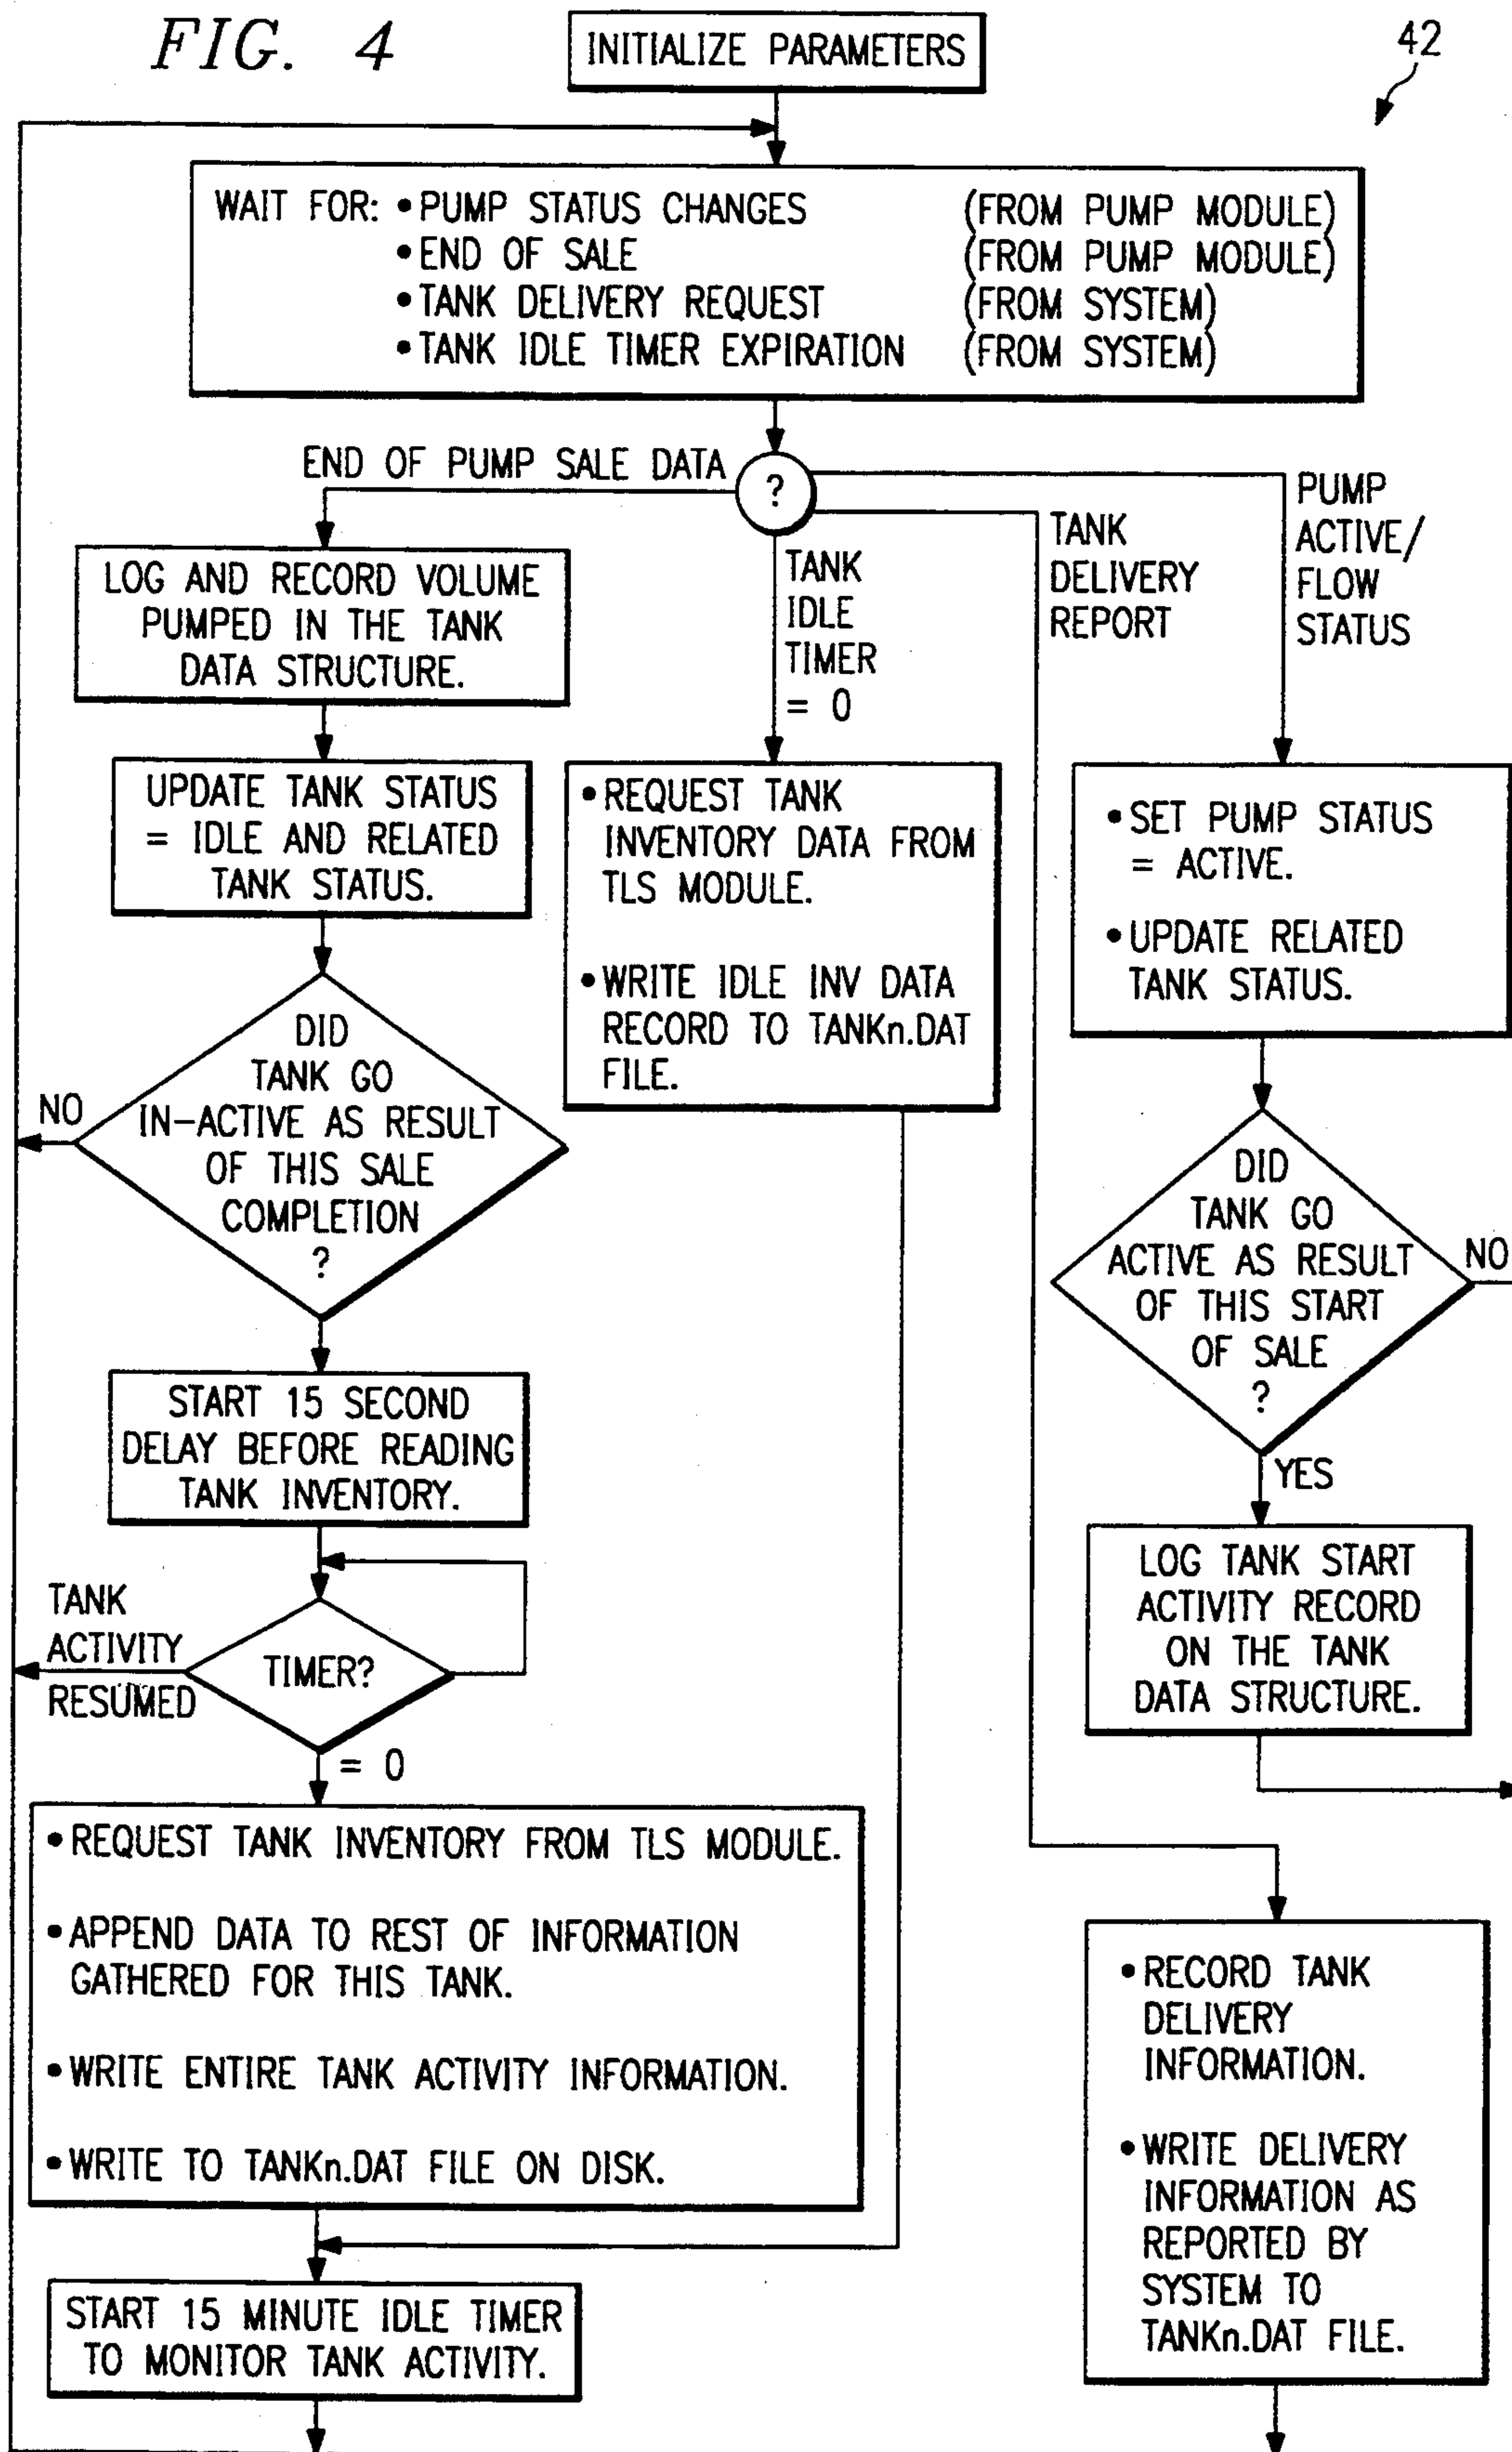 FIG. 4
INITIALIZE PARAMETERS
42
WAIT FOR: • PUMP STATUS CHANGES (FROM PUMP MODULE)
• END OF SALE (FROM PUMP MODULE)
• TANK DELIVERY REQUEST (FROM SYSTEM)
• TANK IDLE TIMER EXPIRATION (FROM SYSTEM)
END OF PUMP SALE DATA
?
TANK
IDLE
TIMER
= 0
TANK
DELIVERY
REPORT
PUMP
ACTIVE/
FLOW
STATUS
LOG AND RECORD VOLUME
PUMPED IN THE TANK
DATA STRUCTURE.
UPDATE TANK STATUS
= IDLE AND RELATED
TANK STATUS.
• REQUEST TANK
INVENTORY DATA FROM
TLS MODULE.
• WRITE IDLE INV DATA
RECORD TO TANKn.DAT
FILE.
• SET PUMP STATUS
= ACTIVE.
• UPDATE RELATED
TANK STATUS.
DID
TANK GO
IN-ACTIVE AS RESULT
OF THIS SALE
COMPLETION
?
NO
DID
TANK GO
ACTIVE AS RESULT
OF THIS START
OF SALE
?
NO
YES
START 15 SECOND
DELAY BEFORE READING
TANK INVENTORY.
LOG TANK START
ACTIVITY RECORD
ON THE TANK
DATA STRUCTURE.
TANK
ACTIVITY
RESUMED
TIMER?
= 0
• REQUEST TANK INVENTORY FROM TLS MODULE.
• APPEND DATA TO REST OF INFORMATION
GATHERED FOR THIS TANK.
• WRITE ENTIRE TANK ACTIVITY INFORMATION.
• WRITE TO TANKn.DAT FILE ON DISK.
• RECORD TANK
DELIVERY
INFORMATION.
• WRITE DELIVERY
INFORMATION AS
REPORTED BY
SYSTEM TO
TANKn.DAT FILE.
START 15 MINUTE IDLE TIMER
TO MONITOR TANK ACTIVITY.